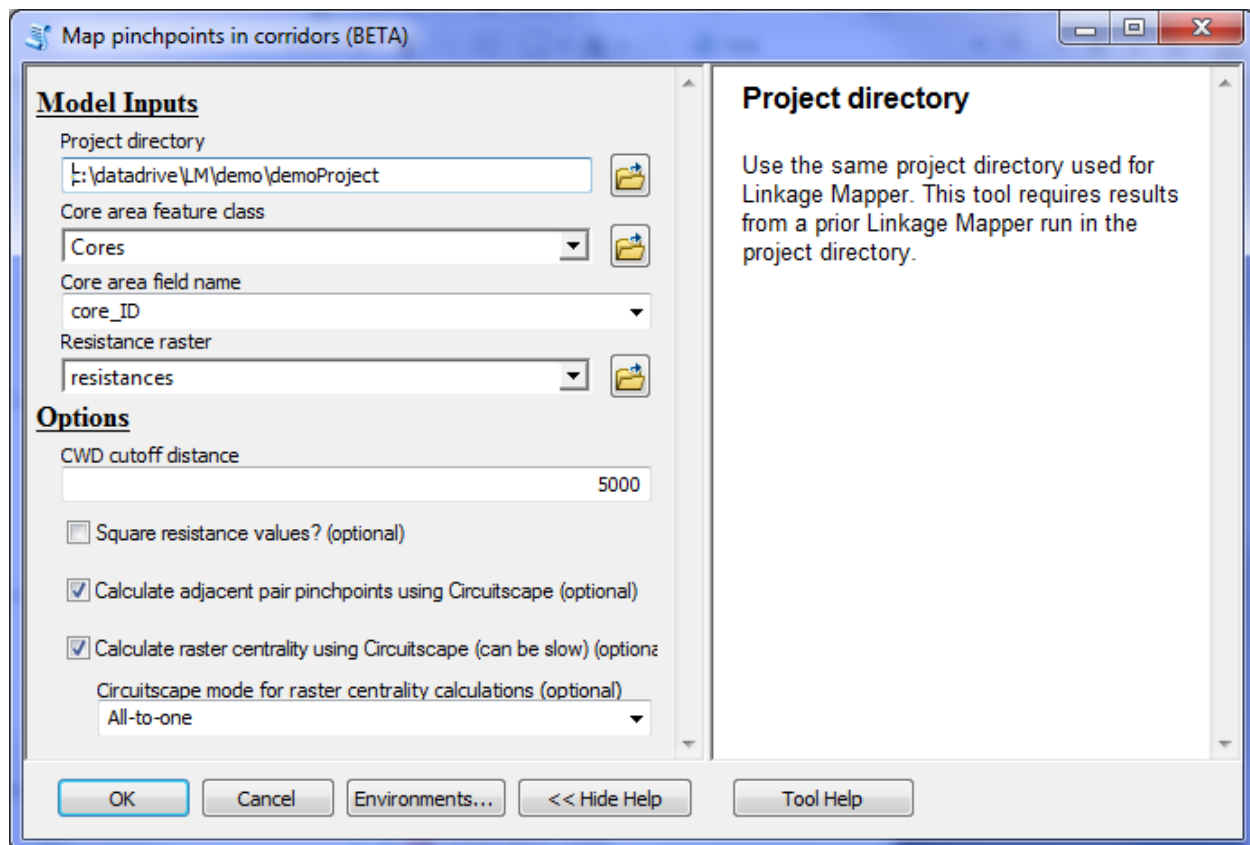 Map pinchpoints in corridors (BETA)
Model Inputs
Project directory
c:\datadrive\LM\demo\demoProject
Core area feature class
Cores
Core area field name
core_ID
Resistance raster
resistances
Options
CWD cutoff distance
5000
Square resistance values? (optional)
Calculate adjacent pair pinchpoints using Circuitscape (optional)
Calculate raster centrality using Circuitscape (can be slow) (optiona
Circuitscape mode for raster centrality calculations (optional)
All-to-one
OK
Cancel
Environments...
<< Hide Help
Project directory
Use the same project directory used for
Linkage Mapper. This tool requires results
from a prior Linkage Mapper run in the
project directory.
Tool Help